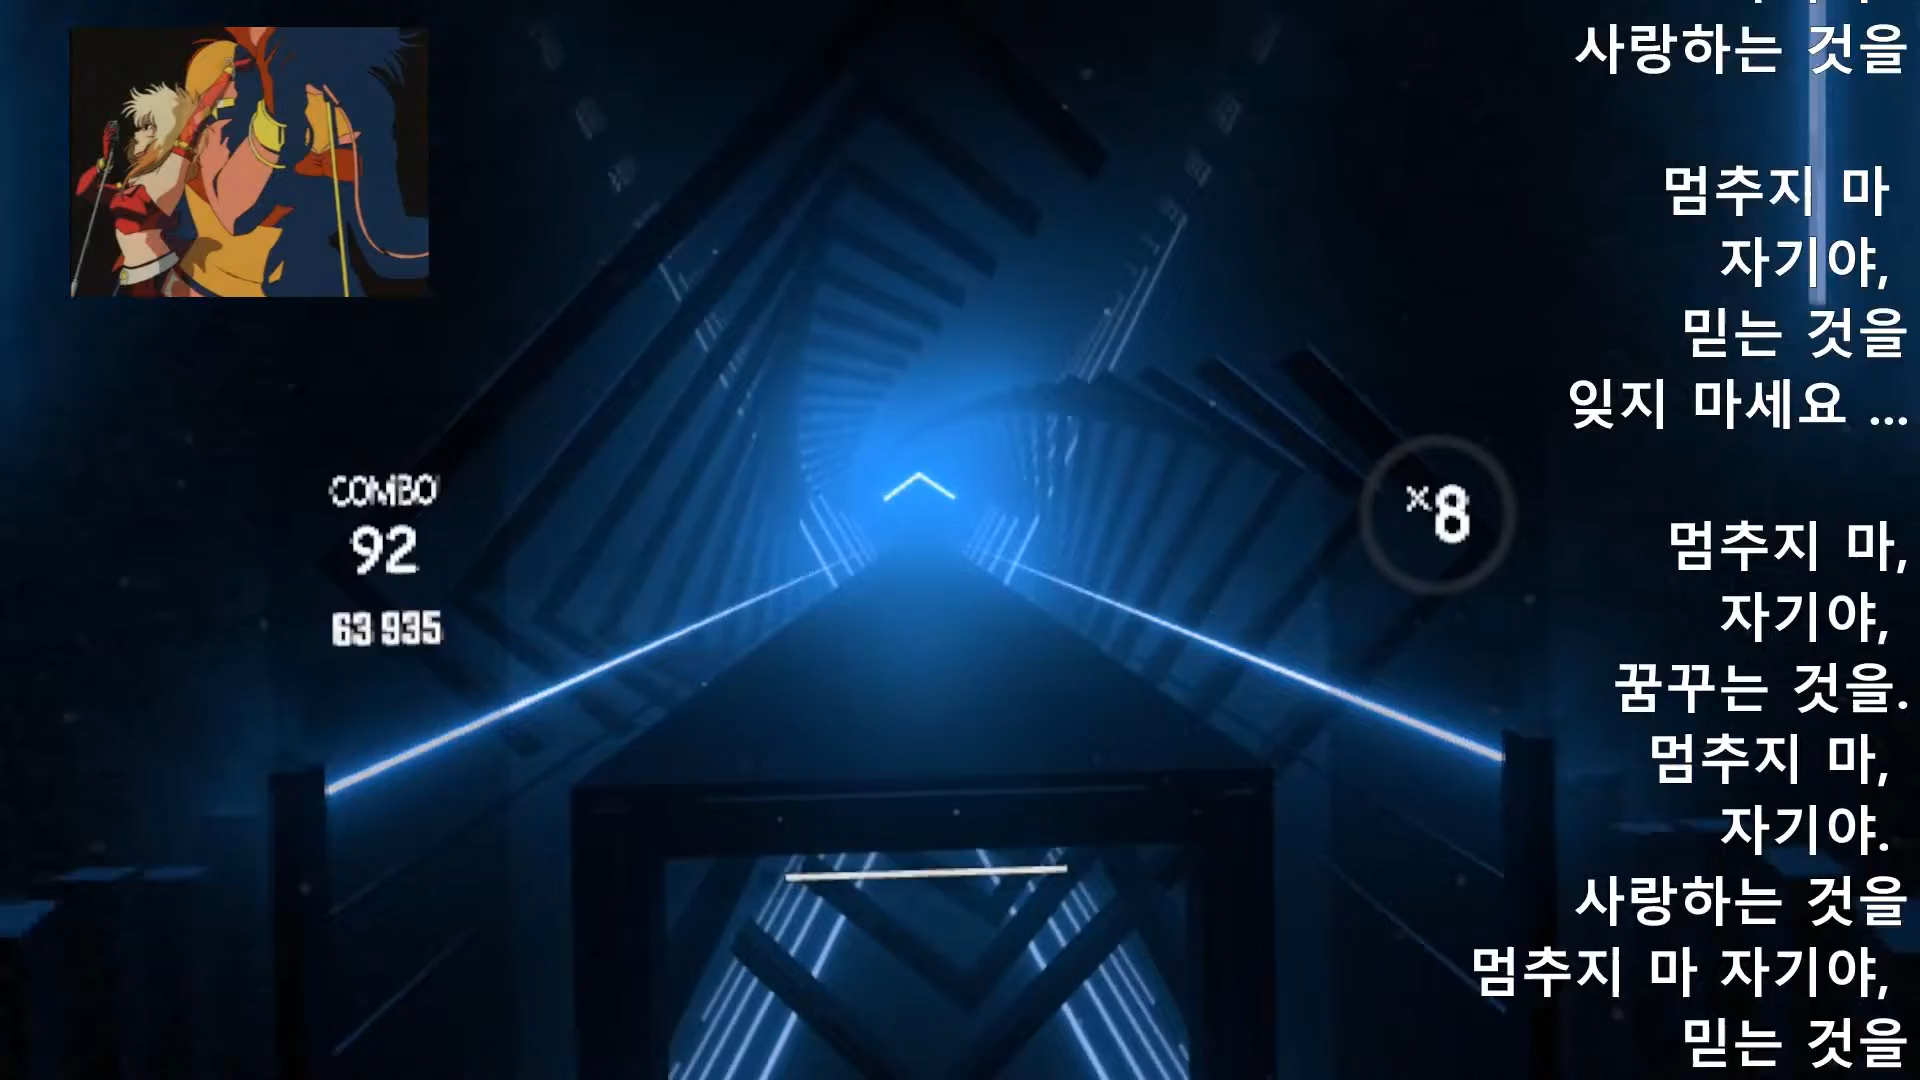 COMBO
92
63 935
×8
사랑하는 것을
멈추지 마
자기야,
믿는 것을
잊지 마세요 ...
멈추지 마,
자기야,
꿈꾸는 것을.
멈추지 마,
자기야.
사랑하는 것을
멈추지 마 자기야,
믿는 것을